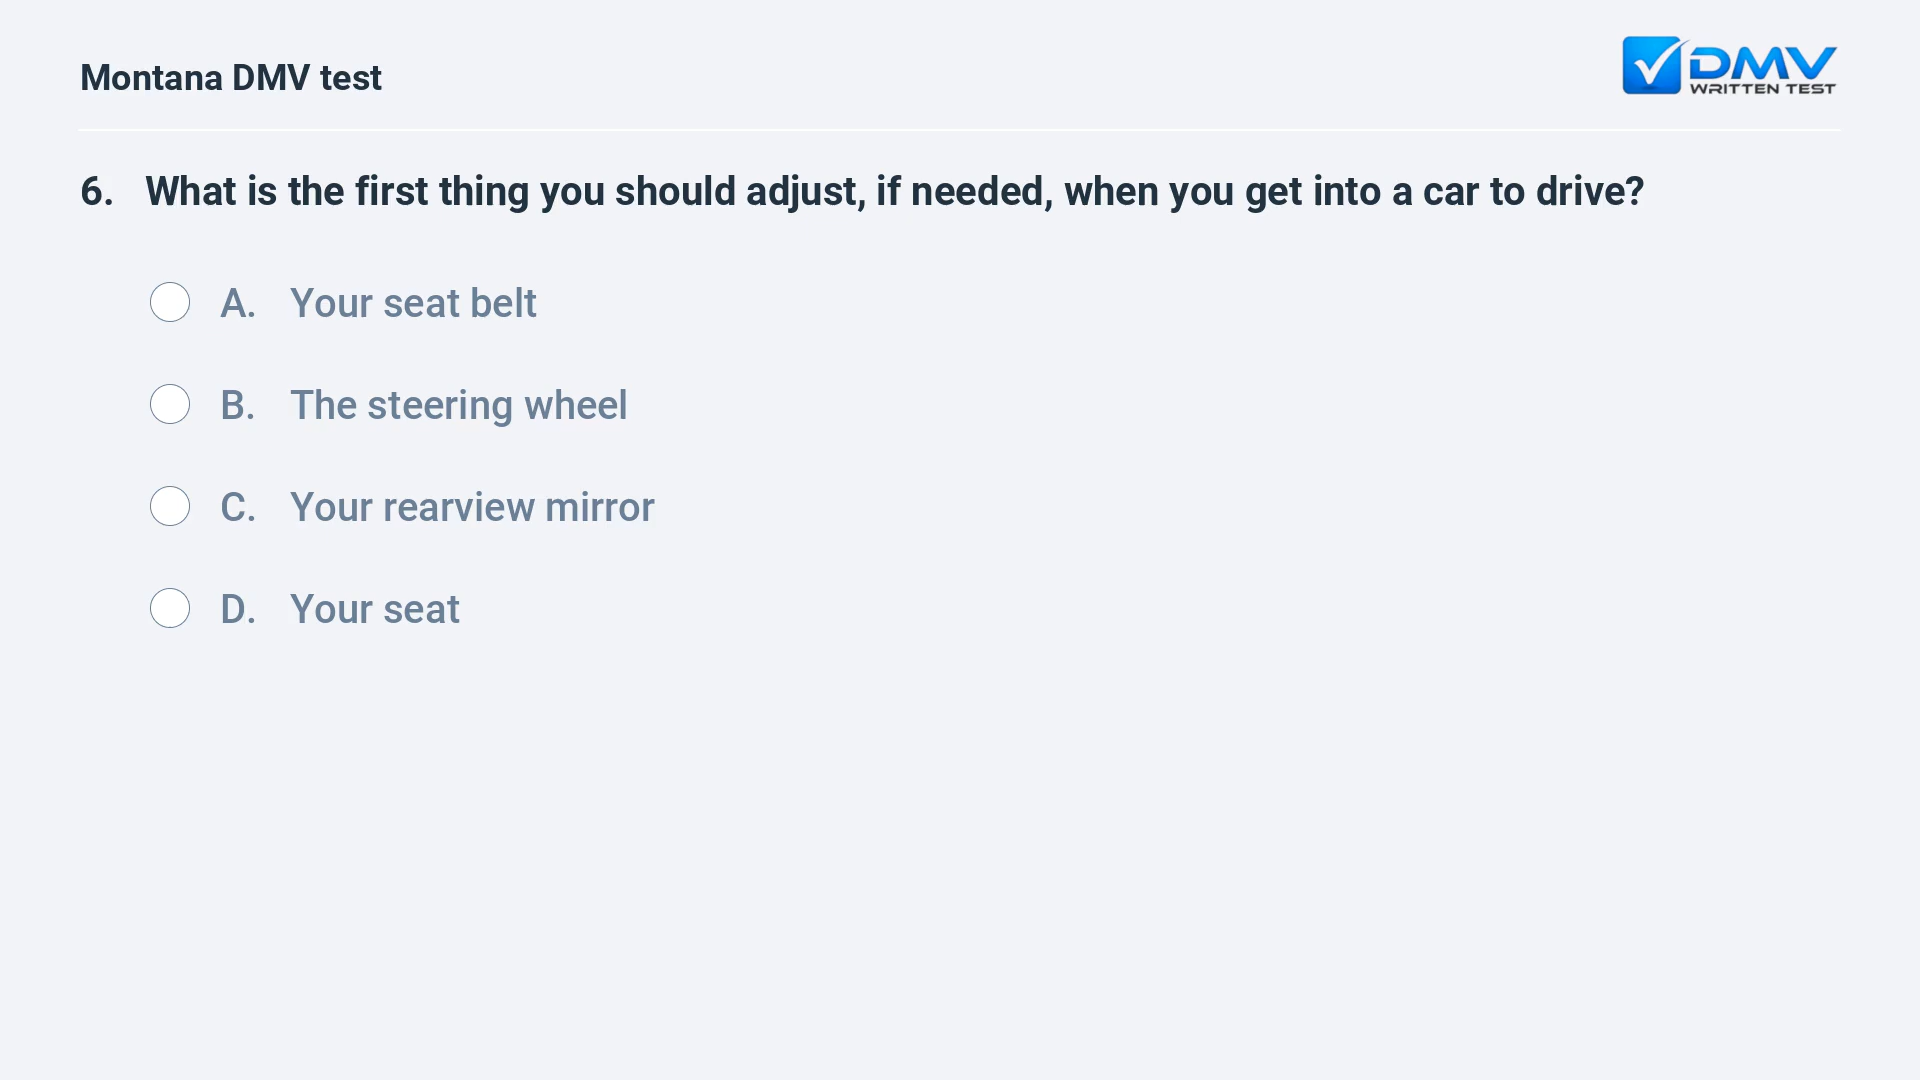 Montana DMV test
DMV
WRITTEN TEST
6. What is the first thing you should adjust, if needed, when you get into a car to drive?
A. Your seat belt
B. The steering wheel
C. Your rearview mirror
D. Your seat